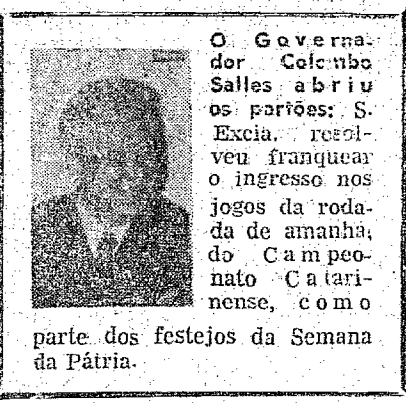 O Governa-
dor Colombo
Salles abriu
os portões: S.
Excia. resol-
veu franquear
o ingresso nos
jogos da roda-
da de amanhã,
do Campeo-
nato Catari-
nense, como
parte dos festejos da Semana
da Pátria.